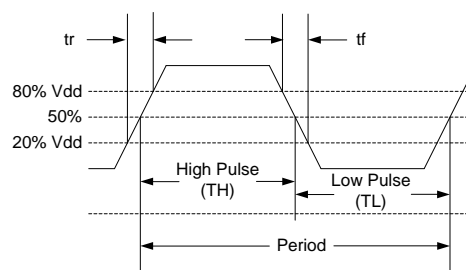 tr
tf
80% Vdd
50%
20% Vdd
High Pulse
(TH)
Low Pulse
(TL)
Period